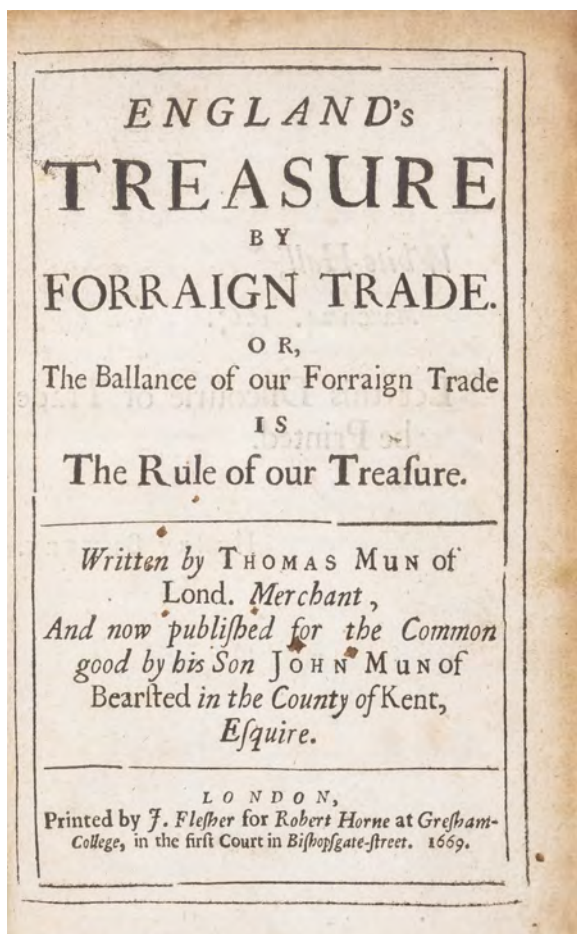 ENGLAND's
TREASURE
BY
FORRAIGN TRADE.
OR,
The Ballance of our Forraign Trade
IS
The Rule of our Treaſure.
Written by THOMAS MUN of
Lond. Merchant,
And now publiſhed for the Common
good by his Son JOHN MUN of
Bearſted in the County of Kent,
Eſquire.
LONDON,
Printed by J. Fleſher for Robert Horne at Greſham-
College, in the firſt Court in Biſhopſgate-ſtreet. 1669.